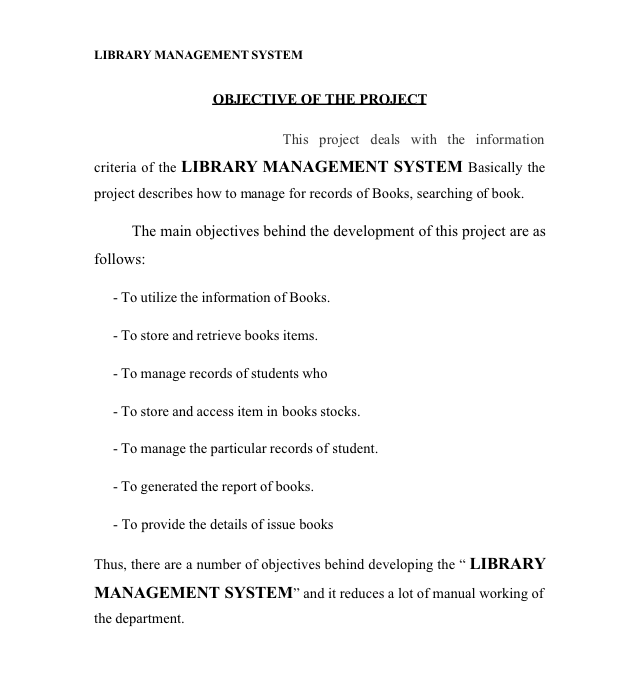 LIBRARY MANAGEMENT SYSTEM
OBJECTIVE OF THE PROJECT
This project deals with the information
criteria of the LIBRARY MANAGEMENT SYSTEM Basically the
project describes how to manage for records of Books, searching of book.
The main objectives behind the development of this project are as
follows:
- To utilize the information of Books.
- To store and retrieve books items.
- To manage records of students who
- To store and access item in books stocks.
- To manage the particular records of student.
- To generated the report of books.
- To provide the details of issue books
Thus, there are a number of objectives behind developing the “ LIBRARY
MANAGEMENT SYSTEM” and it reduces a lot of manual working of
the department.